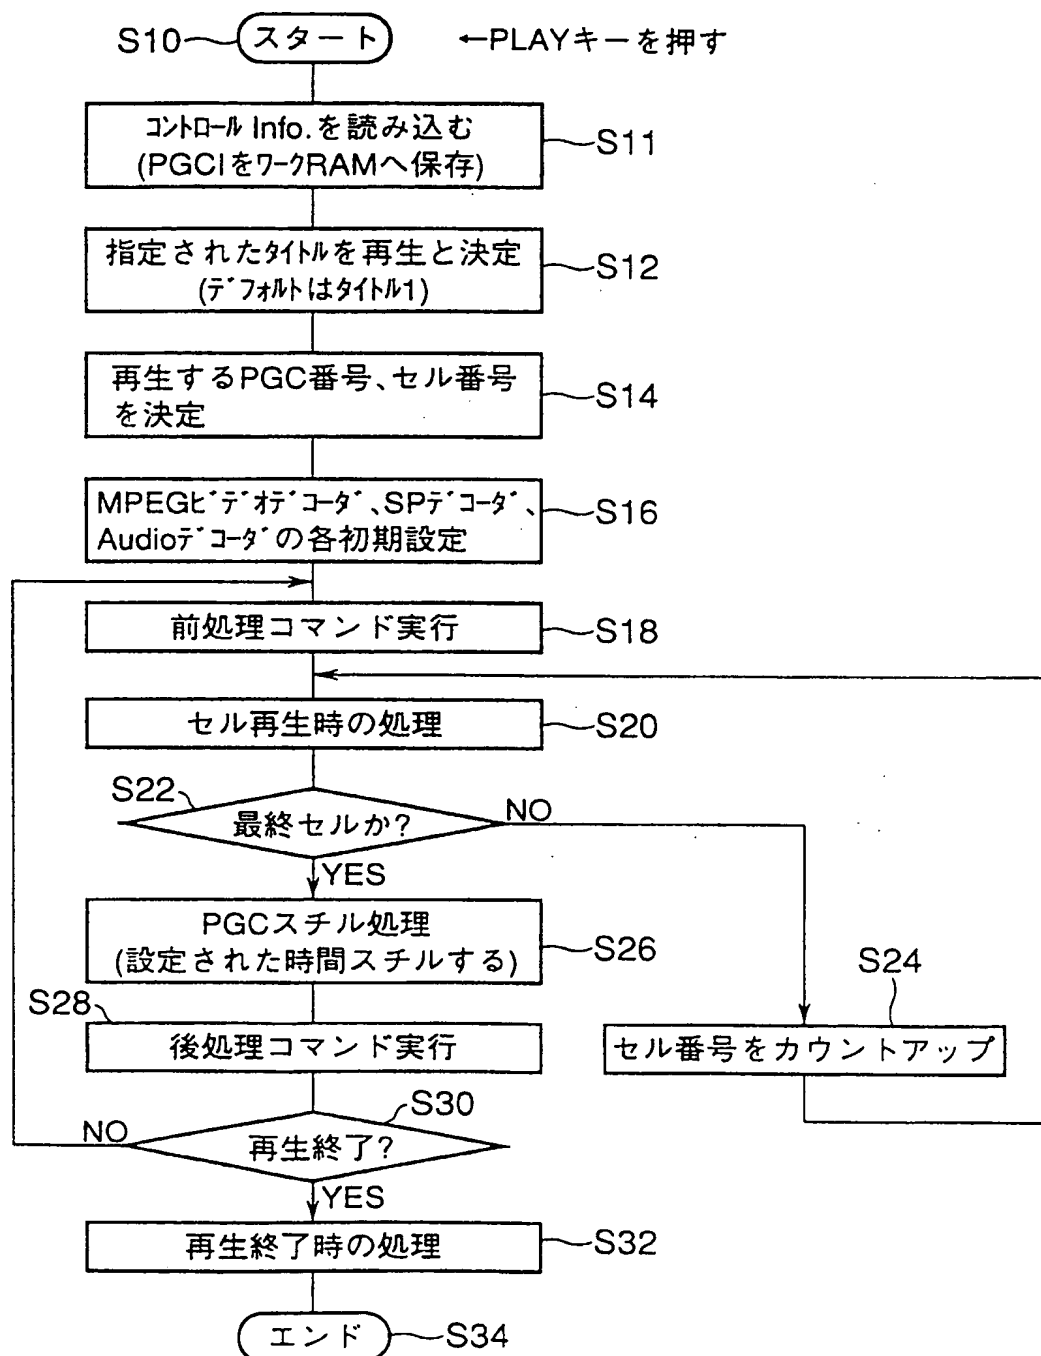 S10 スタート ←PLAYキーを押す
コントロール Info.を読み込む
(PGCIをワークRAMへ保存)
S11
指定されたタイトルを再生と決定
(デフォルトはタイトル1)
S12
再生するPGC番号、セル番号
を決定
S14
MPEGビデオデコーダ、SPデコーダ、
Audioデコーダの各初期設定
S16
前処理コマンド実行
S18
セル再生時の処理
S20
S22
最終セルか?
NO
YES
PGCスチル処理
(設定された時間スチルする)
S26
S24
セル番号をカウントアップ
S28
後処理コマンド実行
S30
再生終了?
NO
YES
再生終了時の処理
S32
エンド
S34